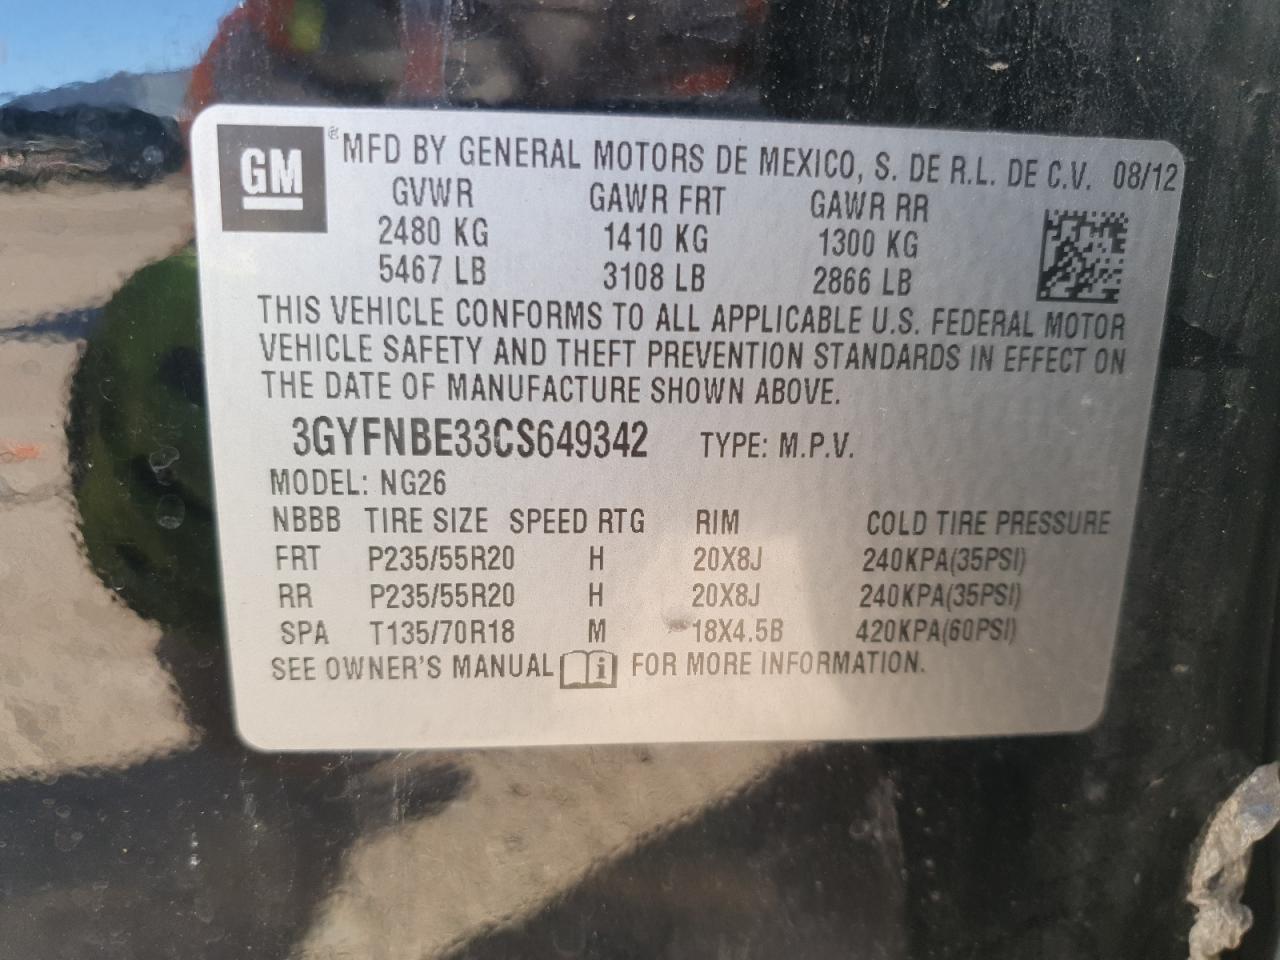 GM ® MFD BY GENERAL MOTORS DE MEXICO, S. DE R.L. DE C.V. 08/12
GVWR GAWR FRT GAWR RR
2480 KG 1410 KG 1300 KG
5467 LB 3108 LB 2866 LB
THIS VEHICLE CONFORMS TO ALL APPLICABLE U.S. FEDERAL MOTOR
VEHICLE SAFETY AND THEFT PREVENTION STANDARDS IN EFFECT ON
THE DATE OF MANUFACTURE SHOWN ABOVE.
3GYFNBE33CS649342 TYPE: M.P.V.
MODEL: NG26
NBBB TIRE SIZE SPEED RTG RIM COLD TIRE PRESSURE
FRT P235/55R20 H 20X8J 240KPA(35PSI)
RR P235/55R20 H 20X8J 240KPA(35PSI)
SPA T135/70R18 M 18X4.5B 420KPA(60PSI)
SEE OWNER'S MANUAL i FOR MORE INFORMATION.